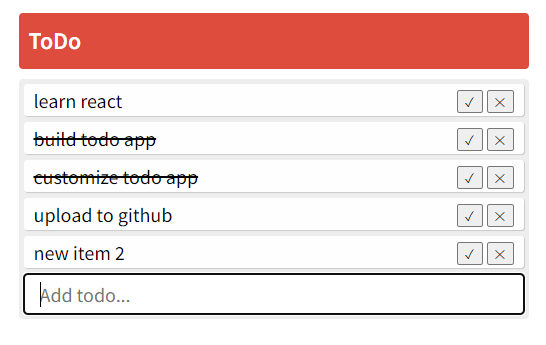 ToDo
learn react ✓ ✕
build todo app ✓ ✕
customize todo app ✓ ✕
upload to github ✓ ✕
new item 2 ✓ ✕
Add todo...